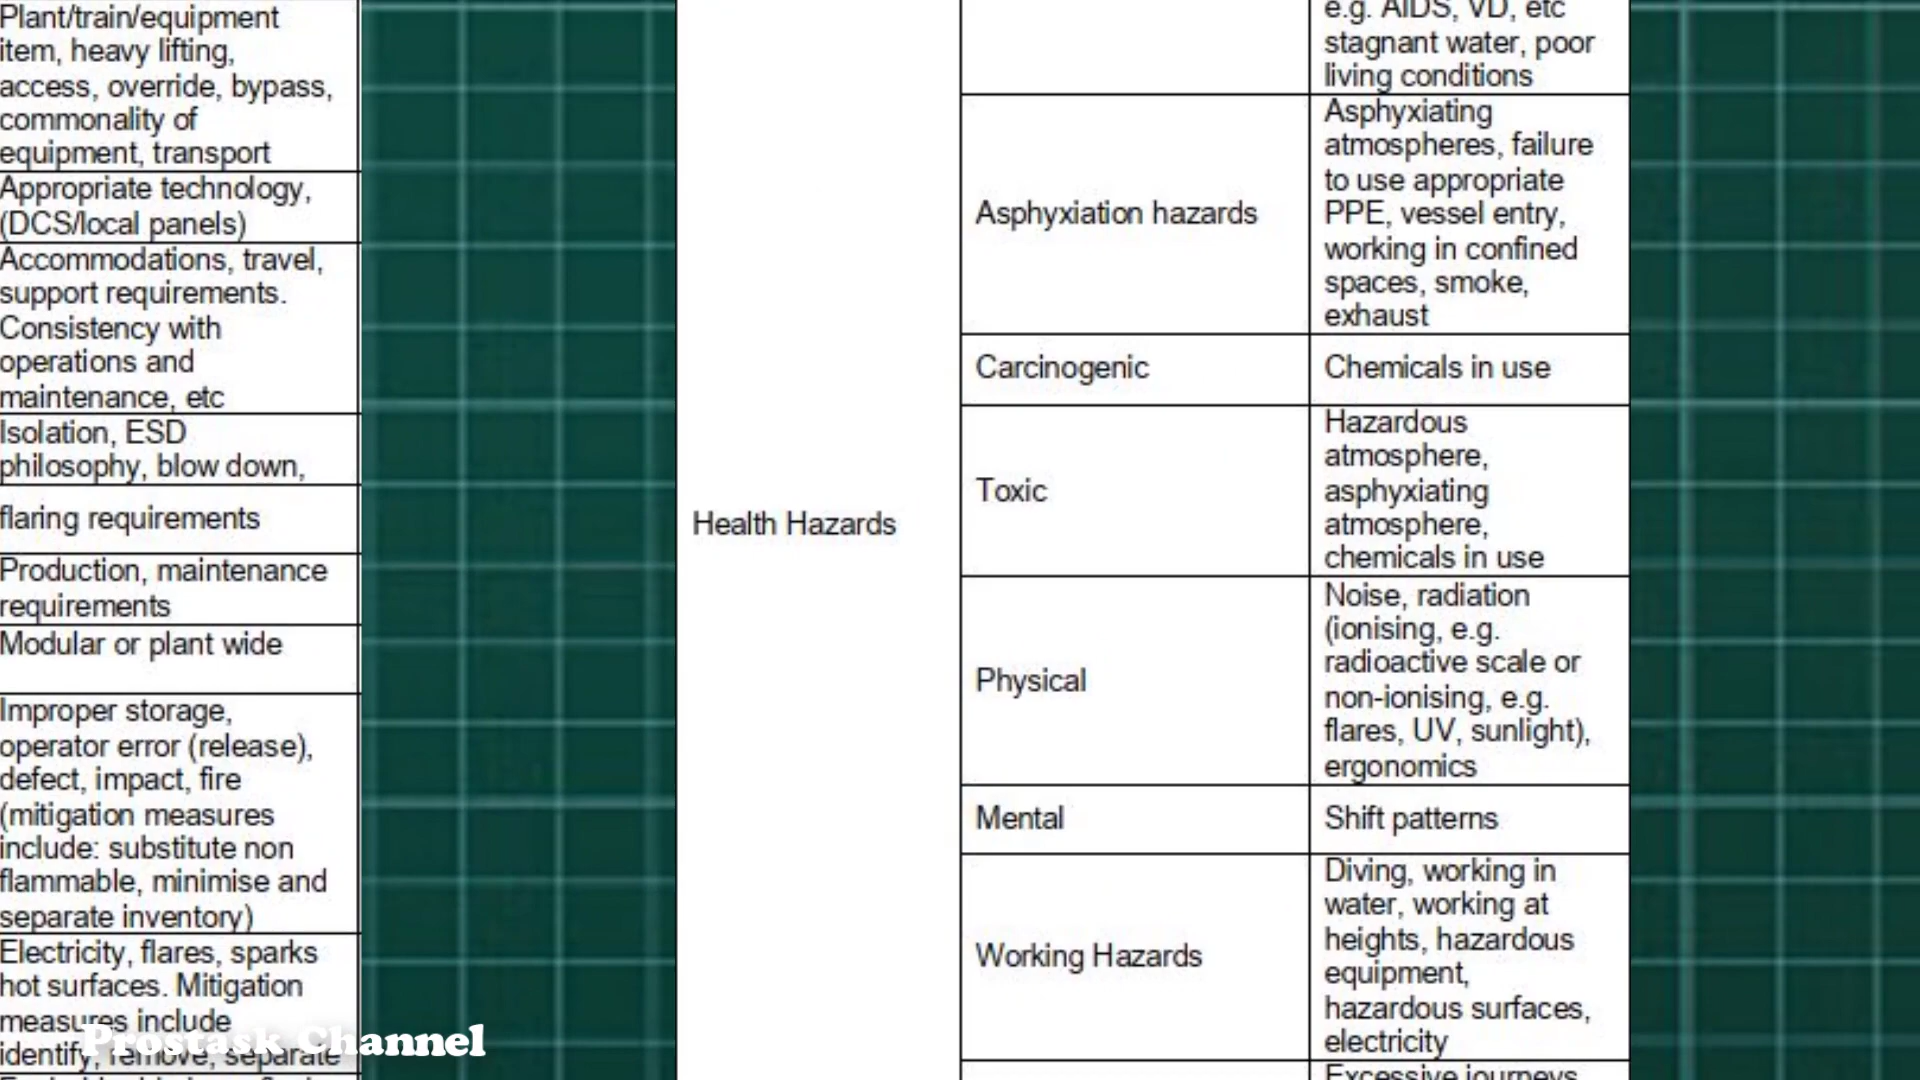 Plant/train/equipment
item, heavy lifting,
access, override, bypass,
commonality of
equipment, transport
Appropriate technology,
(DCS/local panels)
Accommodations, travel,
support requirements.
Consistency with
operations and
maintenance, etc
Isolation, ESD
philosophy, blow down,
flaring requirements
Production, maintenance
requirements
Modular or plant wide
Improper storage,
operator error (release),
defect, impact, fire
(mitigation measures
include: substitute non
flammable, minimise and
separate inventory)
Electricity, flares, sparks
hot surfaces. Mitigation
measures include
identify, remove, separate
Prostask Channel
Health Hazards
e.g. AIDS, VD, etc
stagnant water, poor
living conditions
Asphyxiation hazards
Asphyxiating
atmospheres, failure
to use appropriate
PPE, vessel entry,
working in confined
spaces, smoke,
exhaust
Carcinogenic
Chemicals in use
Toxic
Hazardous
atmosphere,
asphyxiating
atmosphere,
chemicals in use
Physical
Noise, radiation
(ionising, e.g.
radioactive scale or
non-ionising, e.g.
flares, UV, sunlight),
ergonomics
Mental
Shift patterns
Working Hazards
Diving, working in
water, working at
heights, hazardous
equipment,
hazardous surfaces,
electricity
Excessive journeys